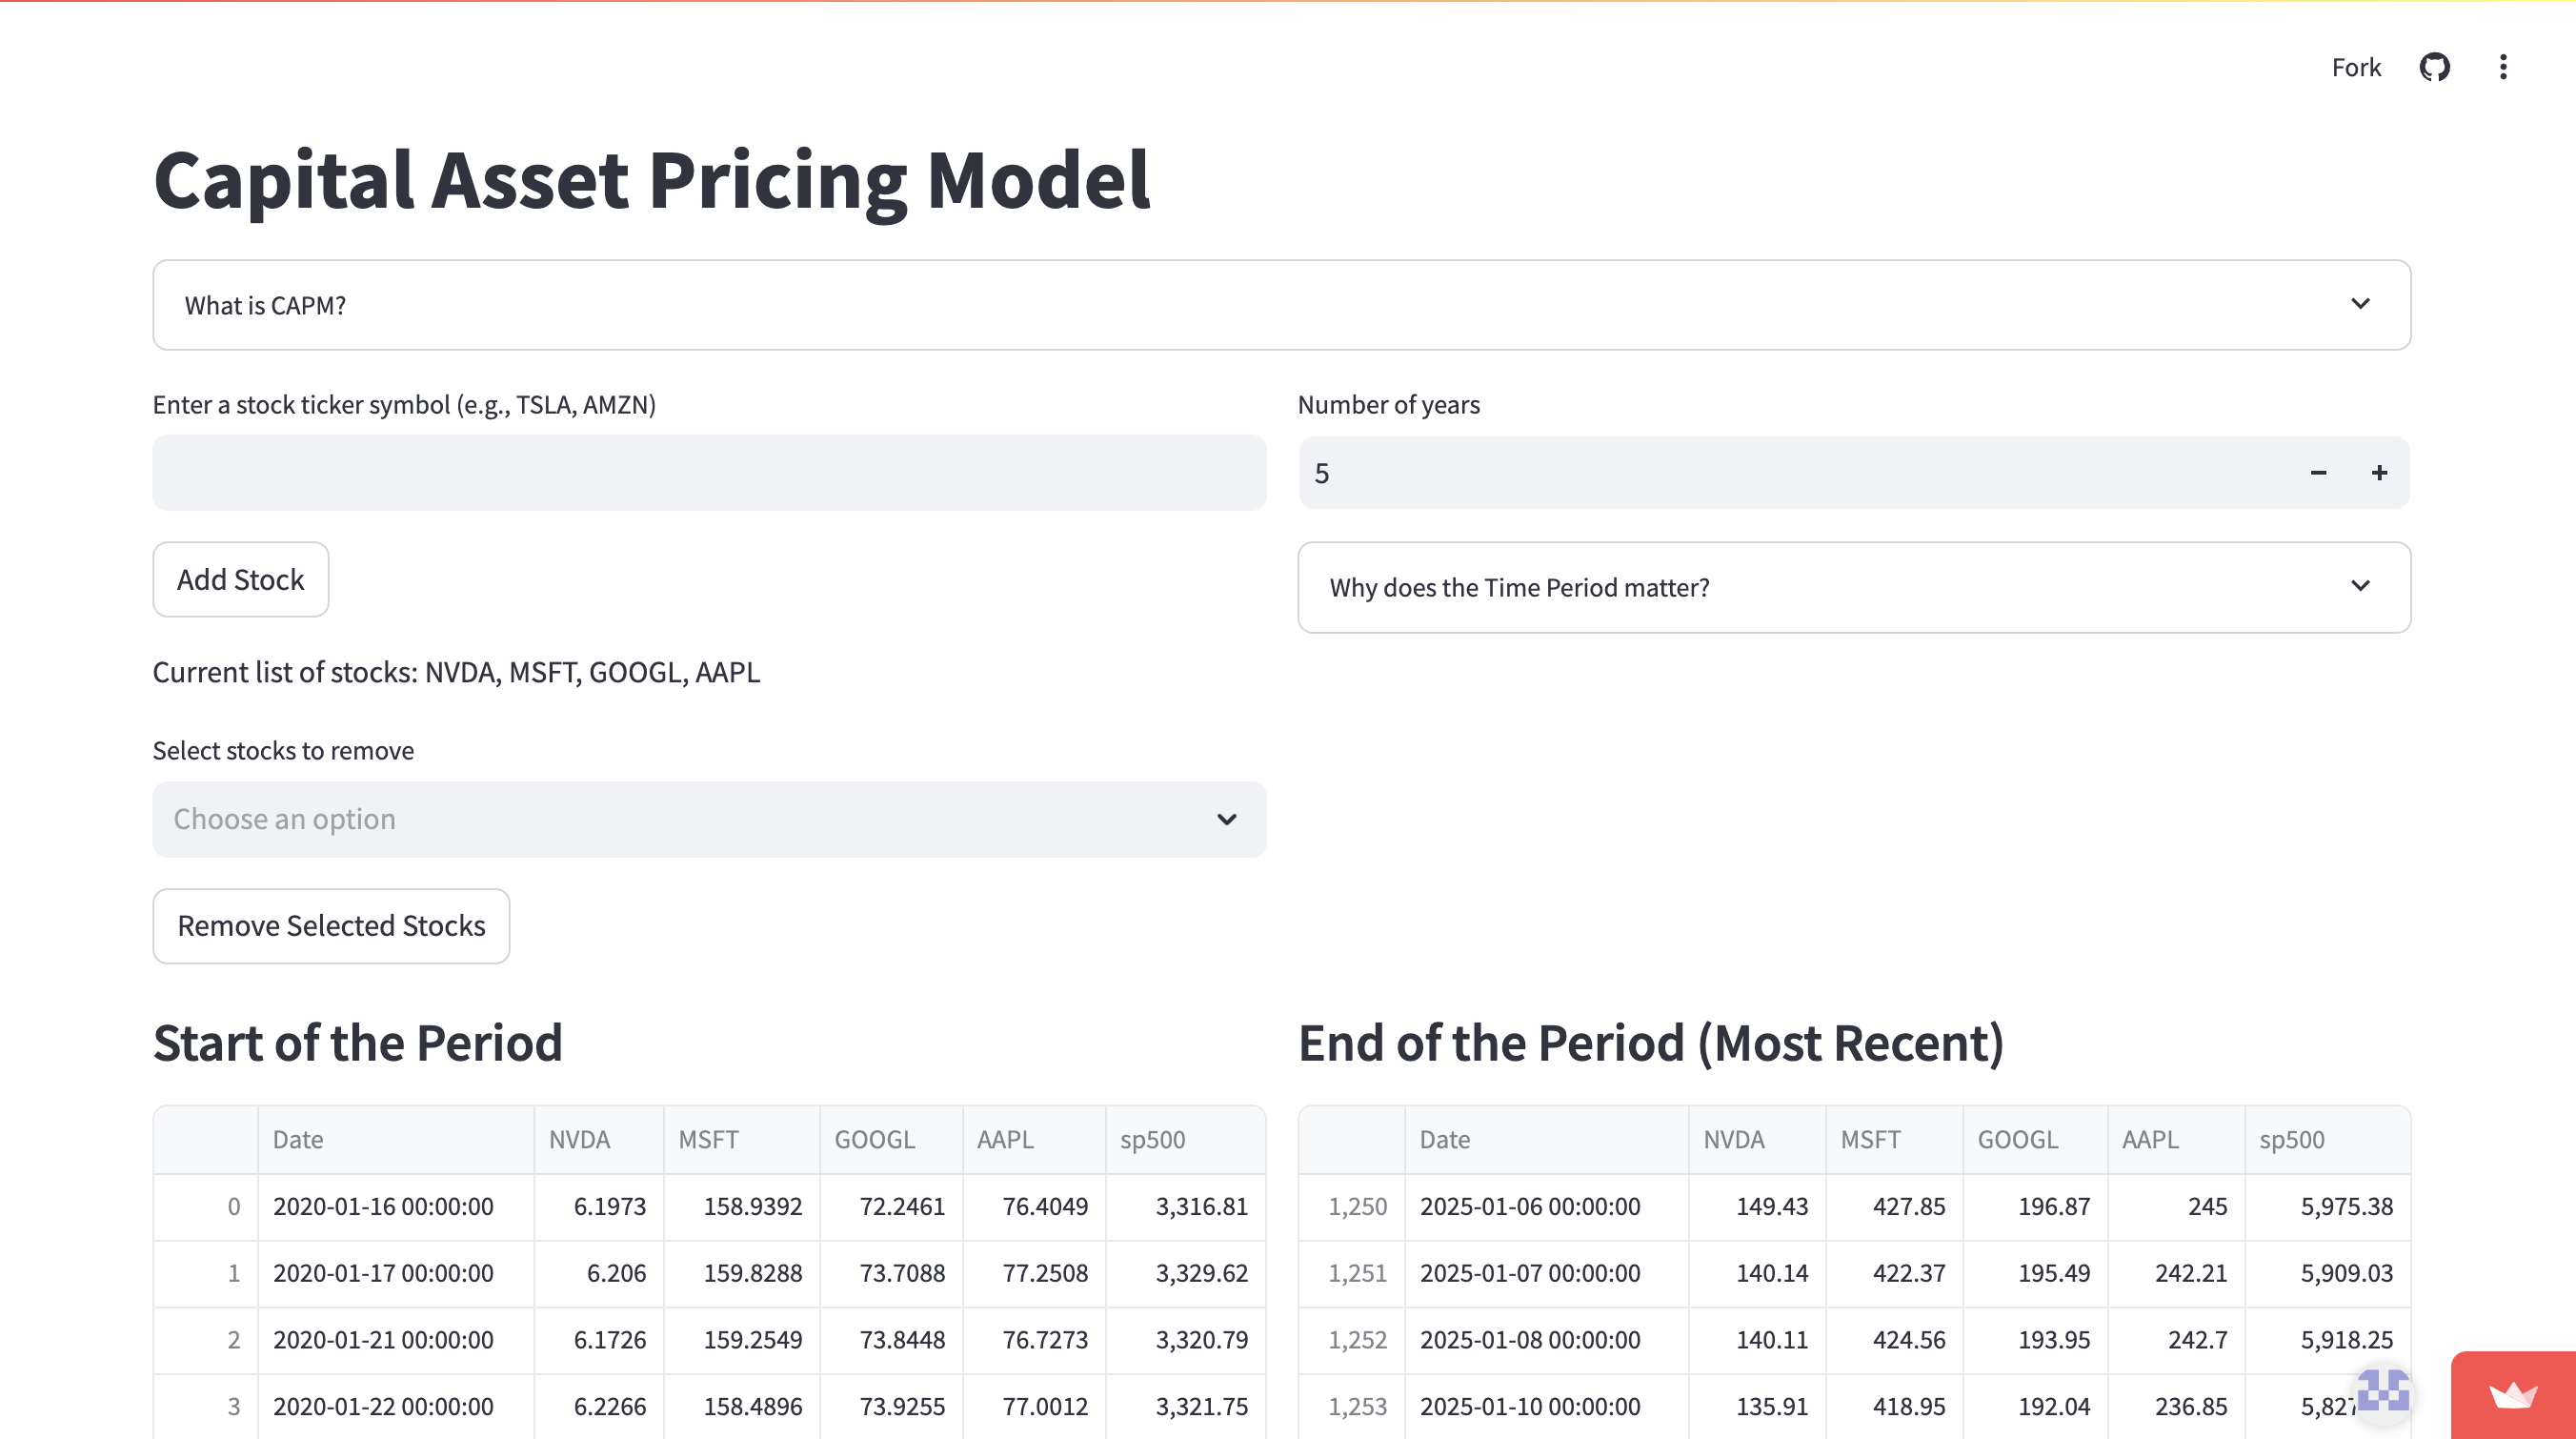 Fork
Capital Asset Pricing Model
What is CAPM?
Enter a stock ticker symbol (e.g., TSLA, AMZN)
Number of years
5
Add Stock
Why does the Time Period matter?
Current list of stocks: NVDA, MSFT, GOOGL, AAPL
Select stocks to remove
Choose an option
Remove Selected Stocks
Start of the Period
Date NVDA MSFT GOOGL AAPL sp500
0 2020-01-16 00:00:00 6.1973 158.9392 72.2461 76.4049 3,316.81
1 2020-01-17 00:00:00 6.206 159.8288 73.7088 77.2508 3,329.62
2 2020-01-21 00:00:00 6.1726 159.2549 73.8448 76.7273 3,320.79
3 2020-01-22 00:00:00 6.2266 158.4896 73.9255 77.0012 3,321.75
End of the Period (Most Recent)
Date NVDA MSFT GOOGL AAPL sp500
1,250 2025-01-06 00:00:00 149.43 427.85 196.87 245 5,975.38
1,251 2025-01-07 00:00:00 140.14 422.37 195.49 242.21 5,909.03
1,252 2025-01-08 00:00:00 140.11 424.56 193.95 242.7 5,918.25
1,253 2025-01-10 00:00:00 135.91 418.95 192.04 236.85